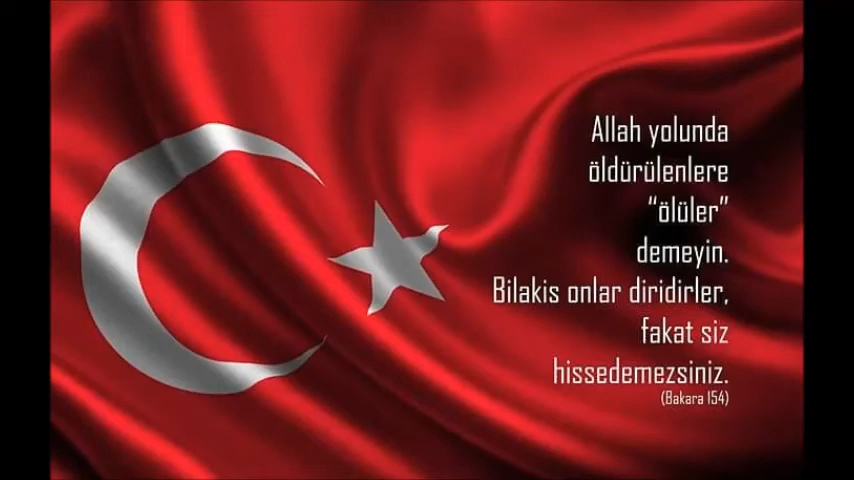 Allah yolunda
öldürülenlere
“ölüler”
demeyin.
Bilakis onlar diridirler,
fakat siz
hissedemezsiniz.
(Bakara 154)